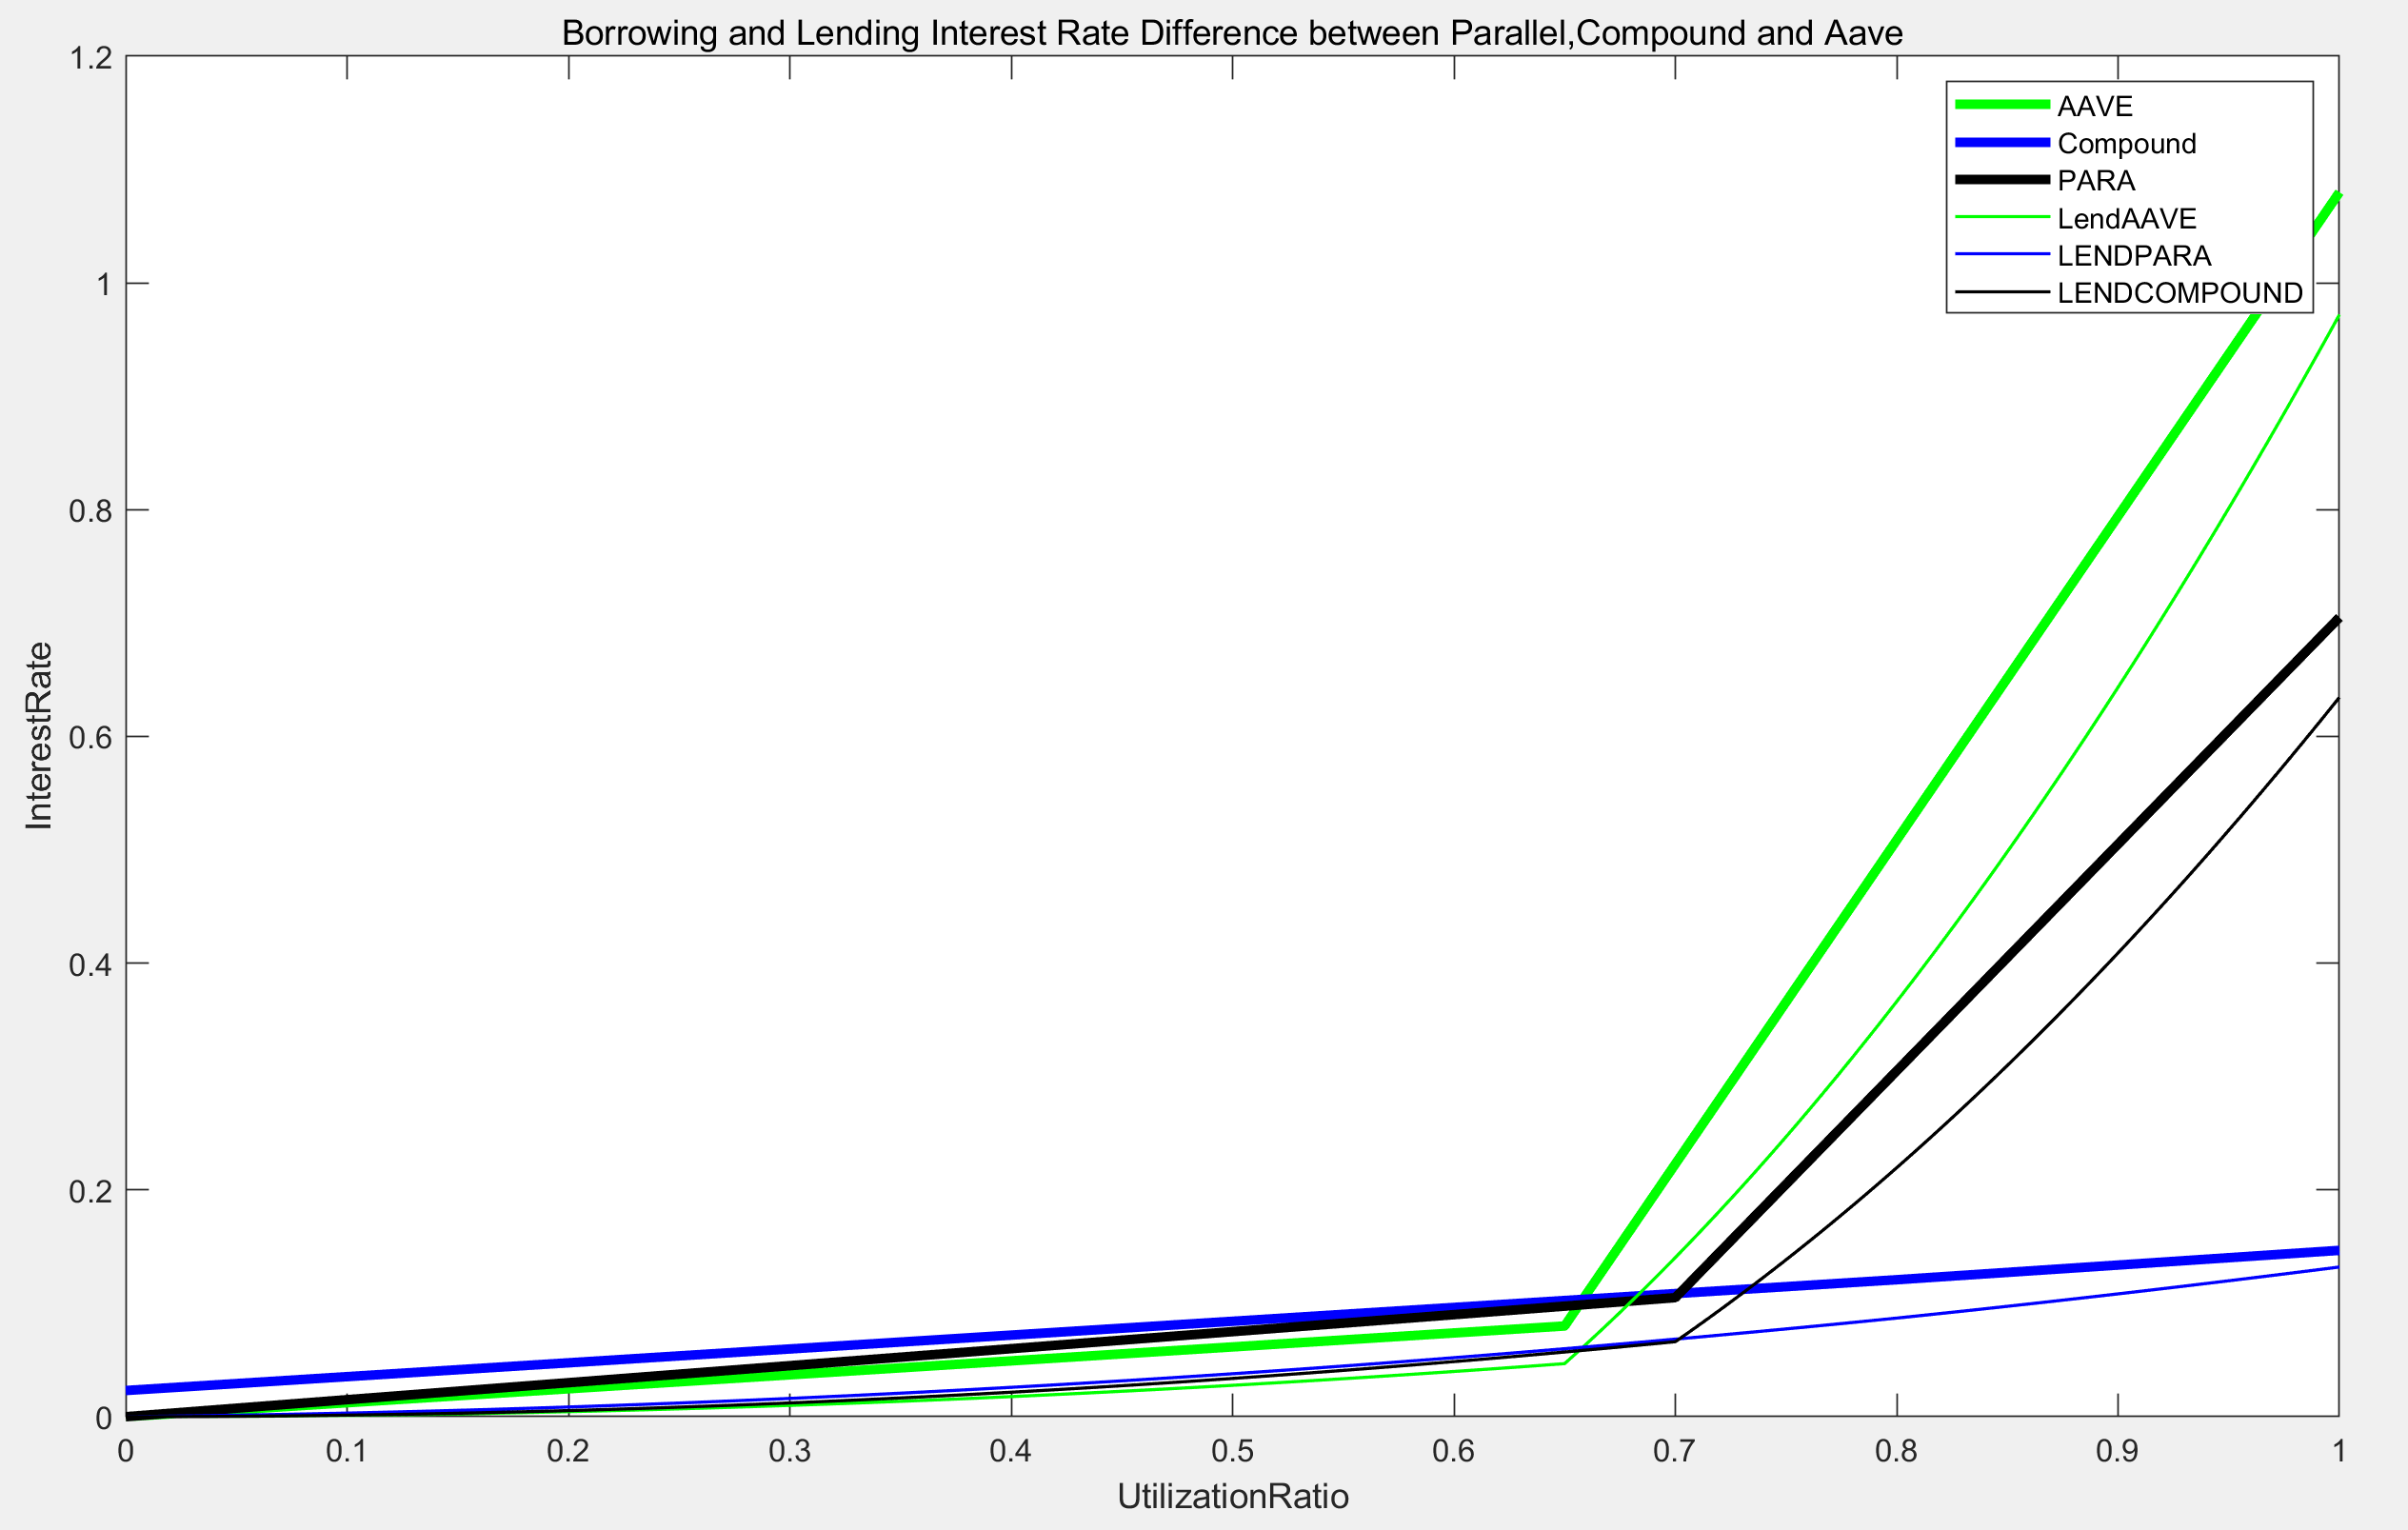 Borrowing and Lending Interest Rate Difference between Parallel,Compound and Aave
1.2
1
0.8
0.6
0.4
0.2
0
InterestRate
AAVE
Compound
PARA
LendAAVE
LENDPARA
LENDCOMPOUND
0 0.1 0.2 0.3 0.4 0.5 0.6 0.7 0.8 0.9 1
UtilizationRatio